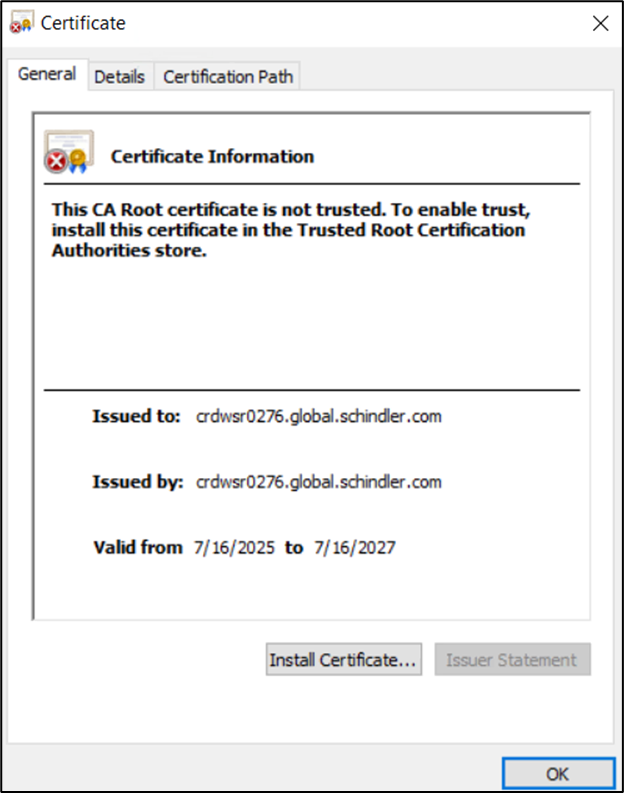 Certificate
General
Details
Certification Path
Certificate Information
This CA Root certificate is not trusted. To enable trust,
install this certificate in the Trusted Root Certification
Authorities store.
Issued to: crdwsr0276.global.schindler.com
Issued by: crdwsr0276.global.schindler.com
Valid from 7/16/2025 to 7/16/2027
Install Certificate...
Issuer Statement
OK